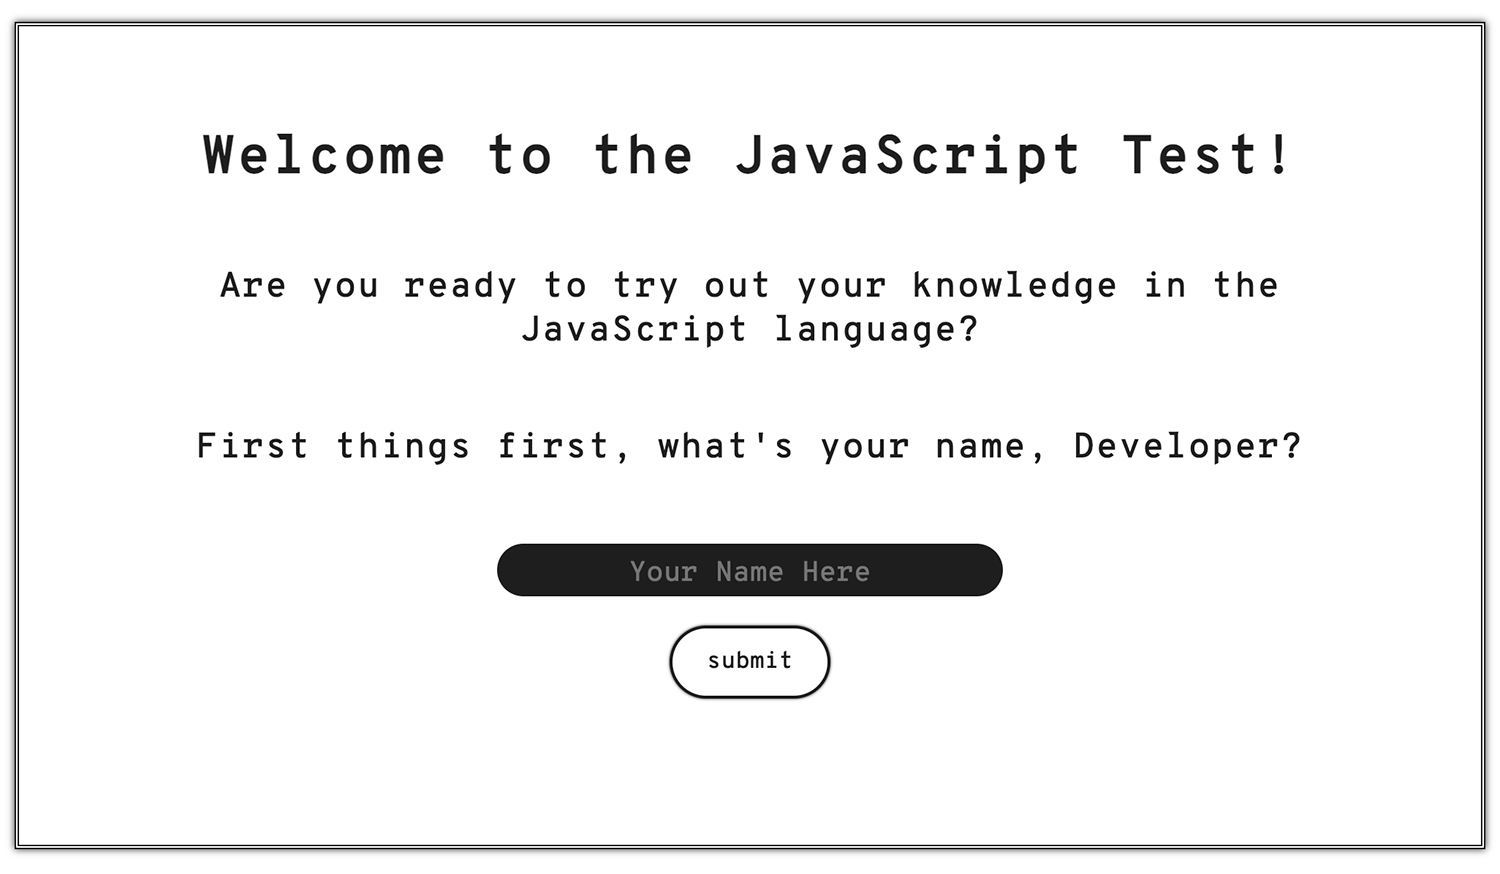 Welcome to the JavaScript Test!
Are you ready to try out your knowledge in the
JavaScript language?
First things first, what's your name, Developer?
Your Name Here
submit